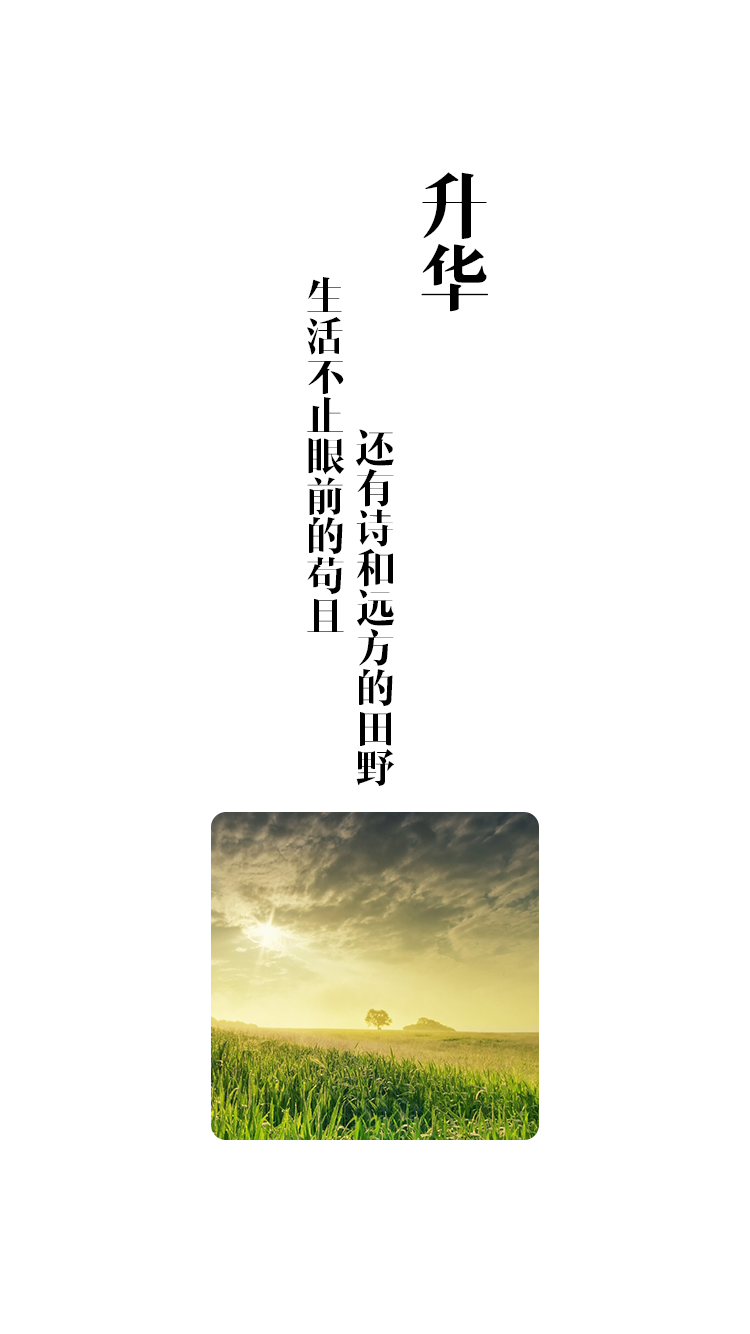 升华
生活不止眼前的苟且
还有诗和远方的田野